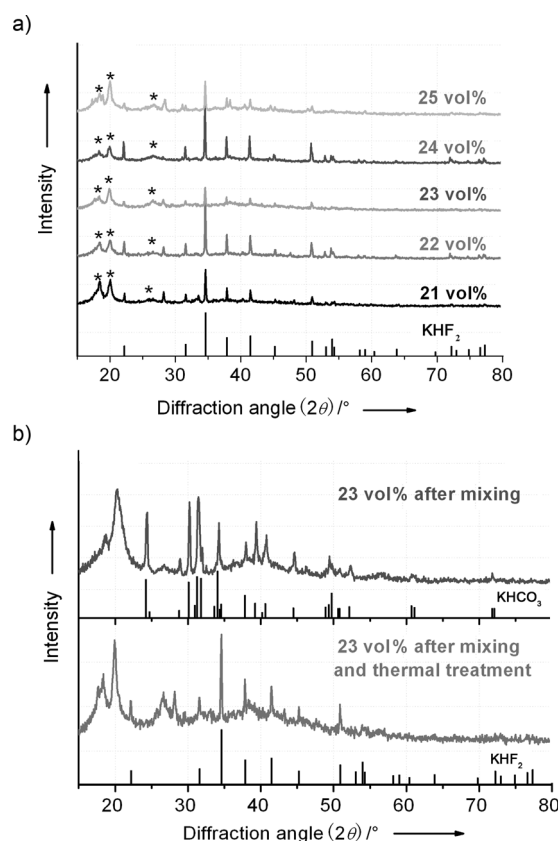 a)
Intensity
* * *
25 vol%
* * *
24 vol%
* * *
23 vol%
* * *
22 vol%
* * *
21 vol%
KHF2
15 20 30 40 50 60 70 80
Diffraction angle (2θ) /°
b)
Intensity
23 vol% after mixing
KHCO3
23 vol% after mixing
and thermal treatment
KHF2
20 30 40 50 60 70 80
Diffraction angle (2θ) /°